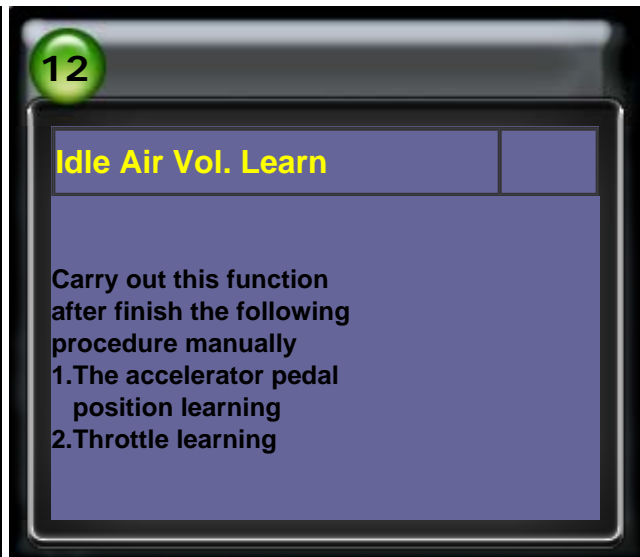 12
Idle Air Vol. Learn
Carry out this function
after finish the following
procedure manually
1.The accelerator pedal
position learning
2.Throttle learning